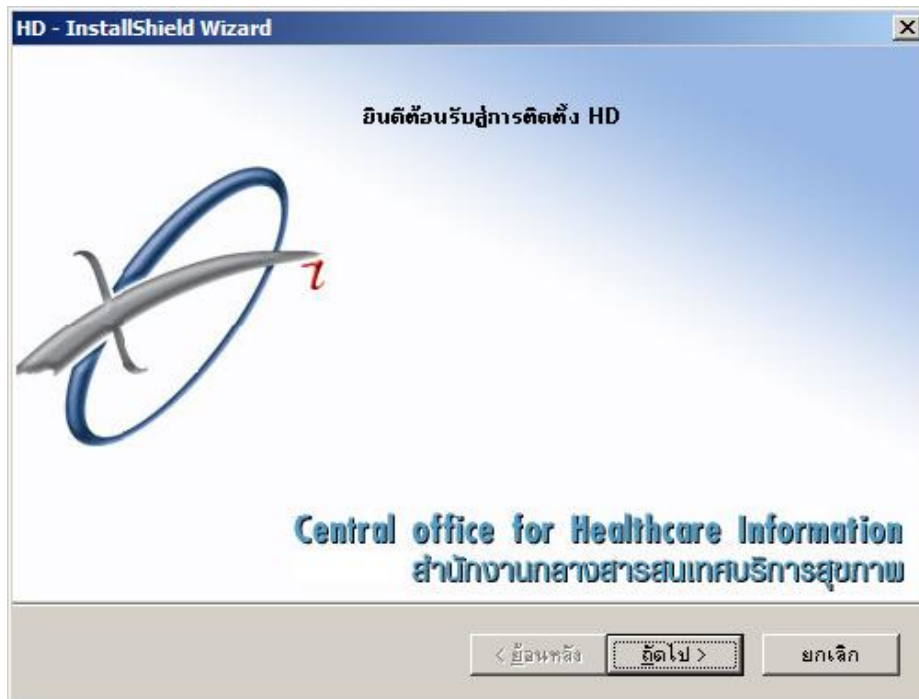 HD - InstallShield Wizard
ยินดีต้อนรับสู่การติดตั้ง HD
i
Central office for Healthcare Information
สำนักงานกลางสารสนเทศบริการสุขภาพ
< ย้อนหลัง
ถัดไป >
ยกเลิก